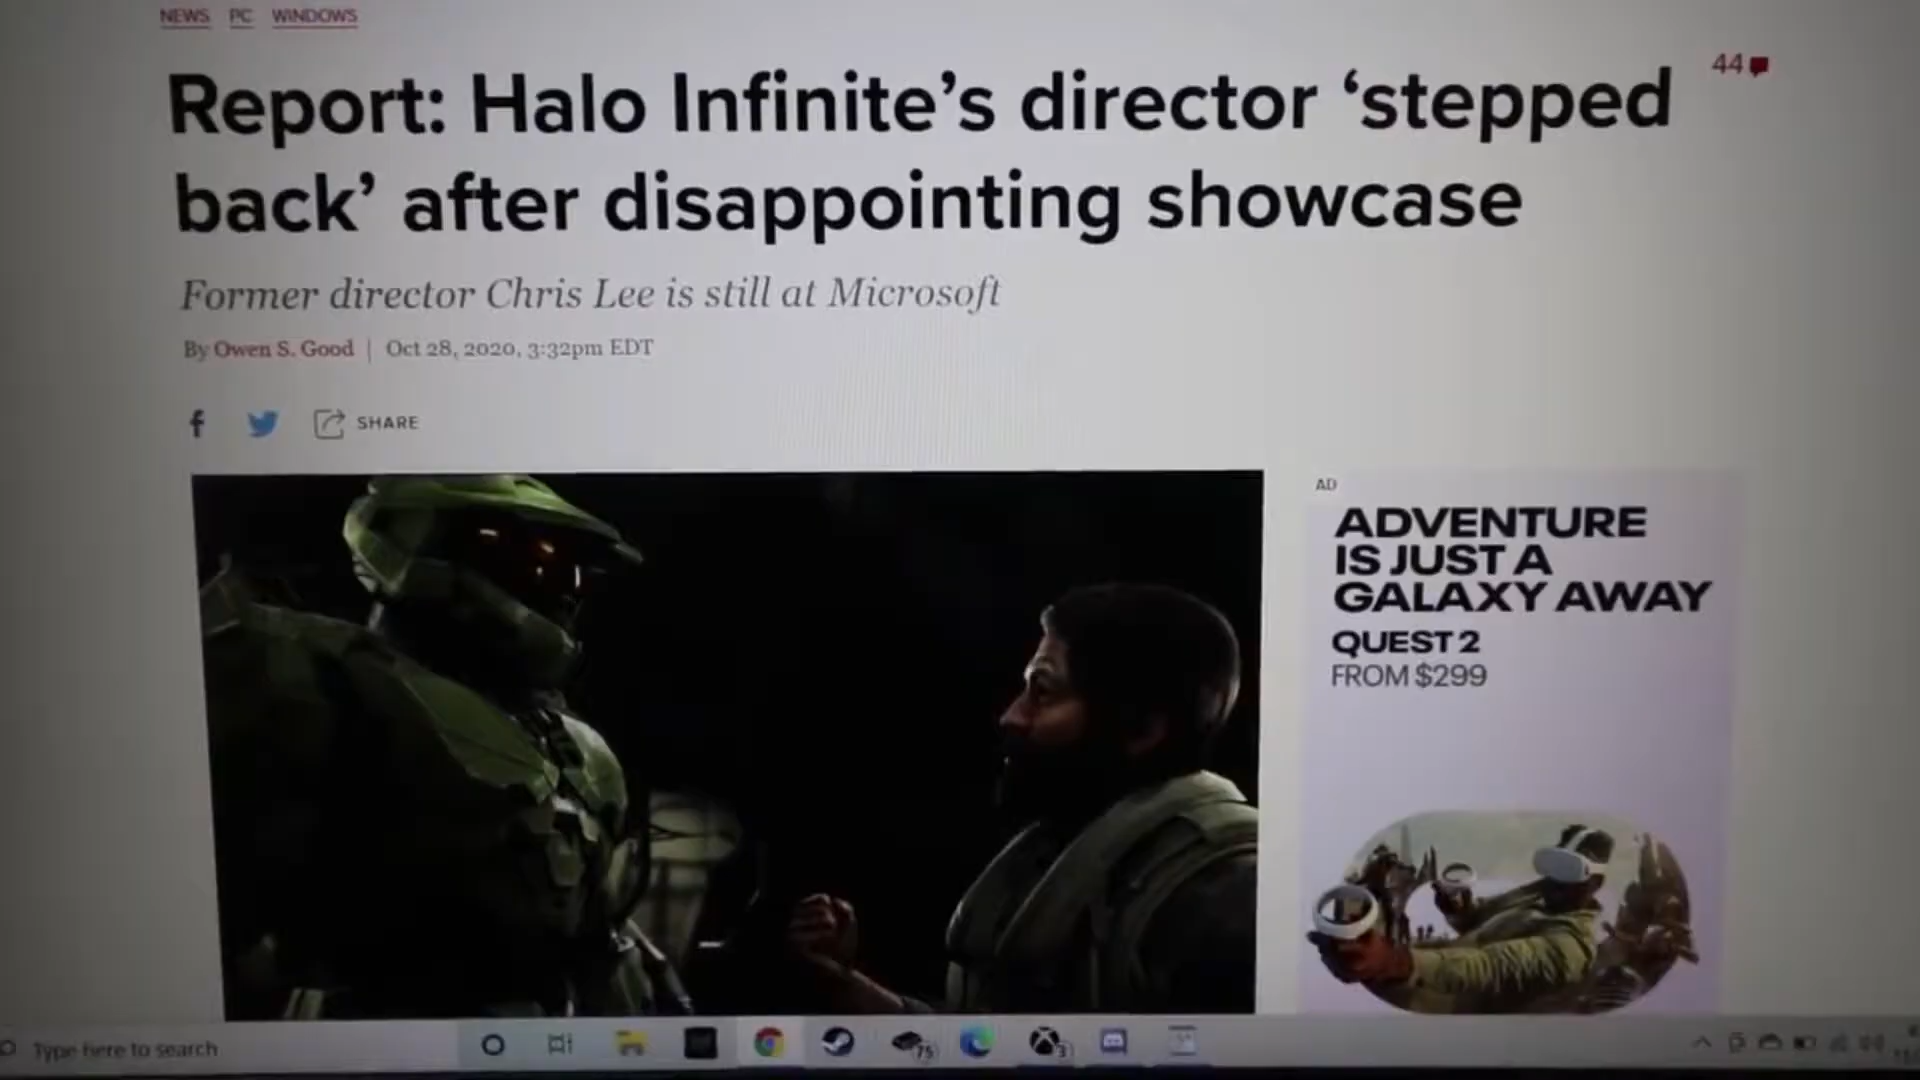 NEWS PC WINDOWS
Report: Halo Infinite’s director ‘stepped
back’ after disappointing showcase
44
Former director Chris Lee is still at Microsoft
By Owen S. Good | Oct 28, 2020, 3:32pm EDT
SHARE
AD
ADVENTURE
IS JUST A
GALAXY AWAY
QUEST 2
FROM $299
Type here to search
75
3